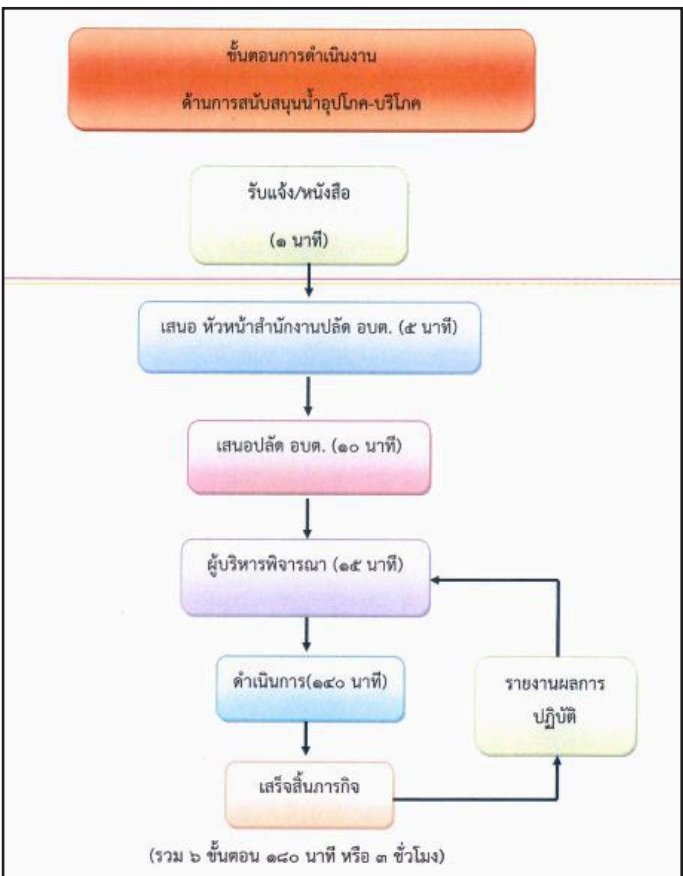 ขั้นตอนการดำเนินงาน
ด้านการสนับสนุนน้ำอุปโภค-บริโภค
รับแจ้ง/หนังสือ
(๑ นาที)
เสนอ หัวหน้าสำนักงานปลัด อบต. (๕ นาที)
เสนอปลัด อบต. (๑๐ นาที)
ผู้บริหารพิจารณา (๑๕ นาที)
ดำเนินการ(๑๔๐ นาที)
รายงานผลการ
ปฏิบัติ
เสร็จสิ้นภารกิจ
(รวม ๖ ขั้นตอน ๑๘๐ นาที หรือ ๓ ชั่วโมง)